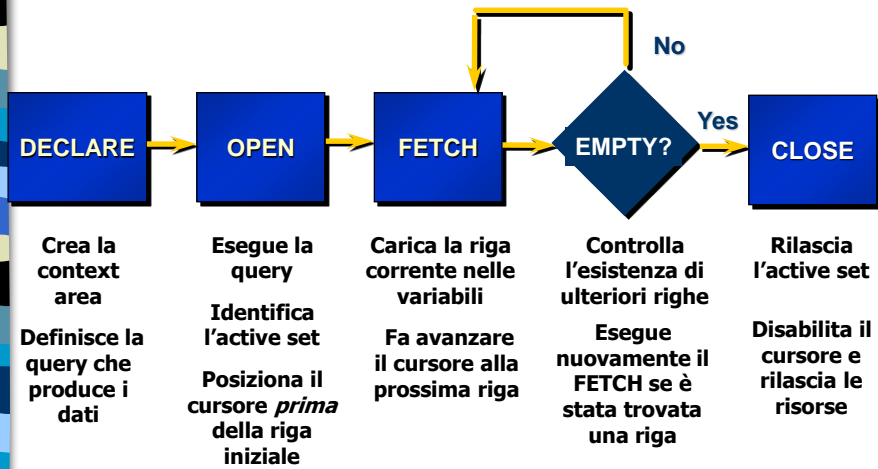 No
DECLARE
OPEN
FETCH
EMPTY?
Yes
CLOSE
Crea la
context
area
Definisce la
query che
produce i
dati
Esegue la
query
Identifica
l'active set
Posiziona il
cursore prima
della riga
iniziale
Carica la riga
corrente nelle
variabili
Fa avanzare
il cursore alla
prossima riga
Controlla
l'esistenza di
ulteriori righe
Esegue
nuovamente il
FETCH se è
stata trovata
una riga
Rilascia
l'active set
Disabilita il
cursore e
rilascia le
risorse